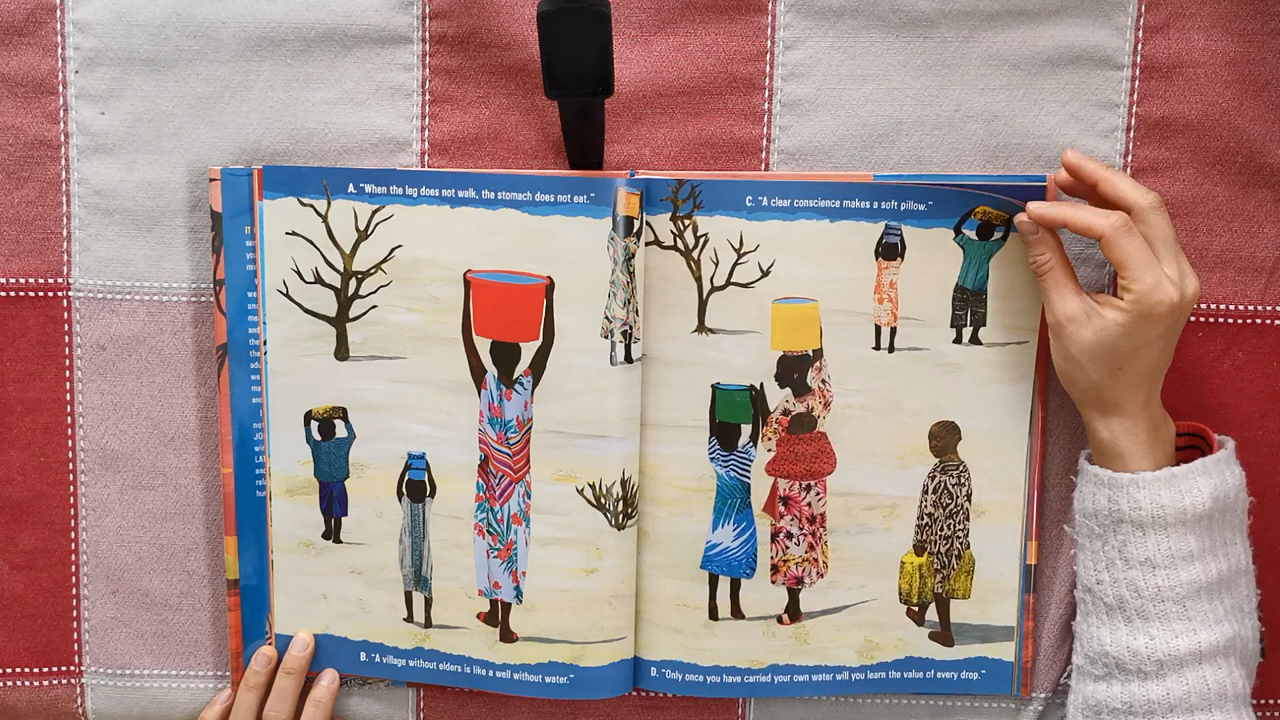 A. "When the leg does not walk, the stomach does not eat."
B. "A village without elders is like a well without water."
C. "A clear conscience makes a soft pillow."
D. "Only once you have carried your own water will you learn the value of every drop."